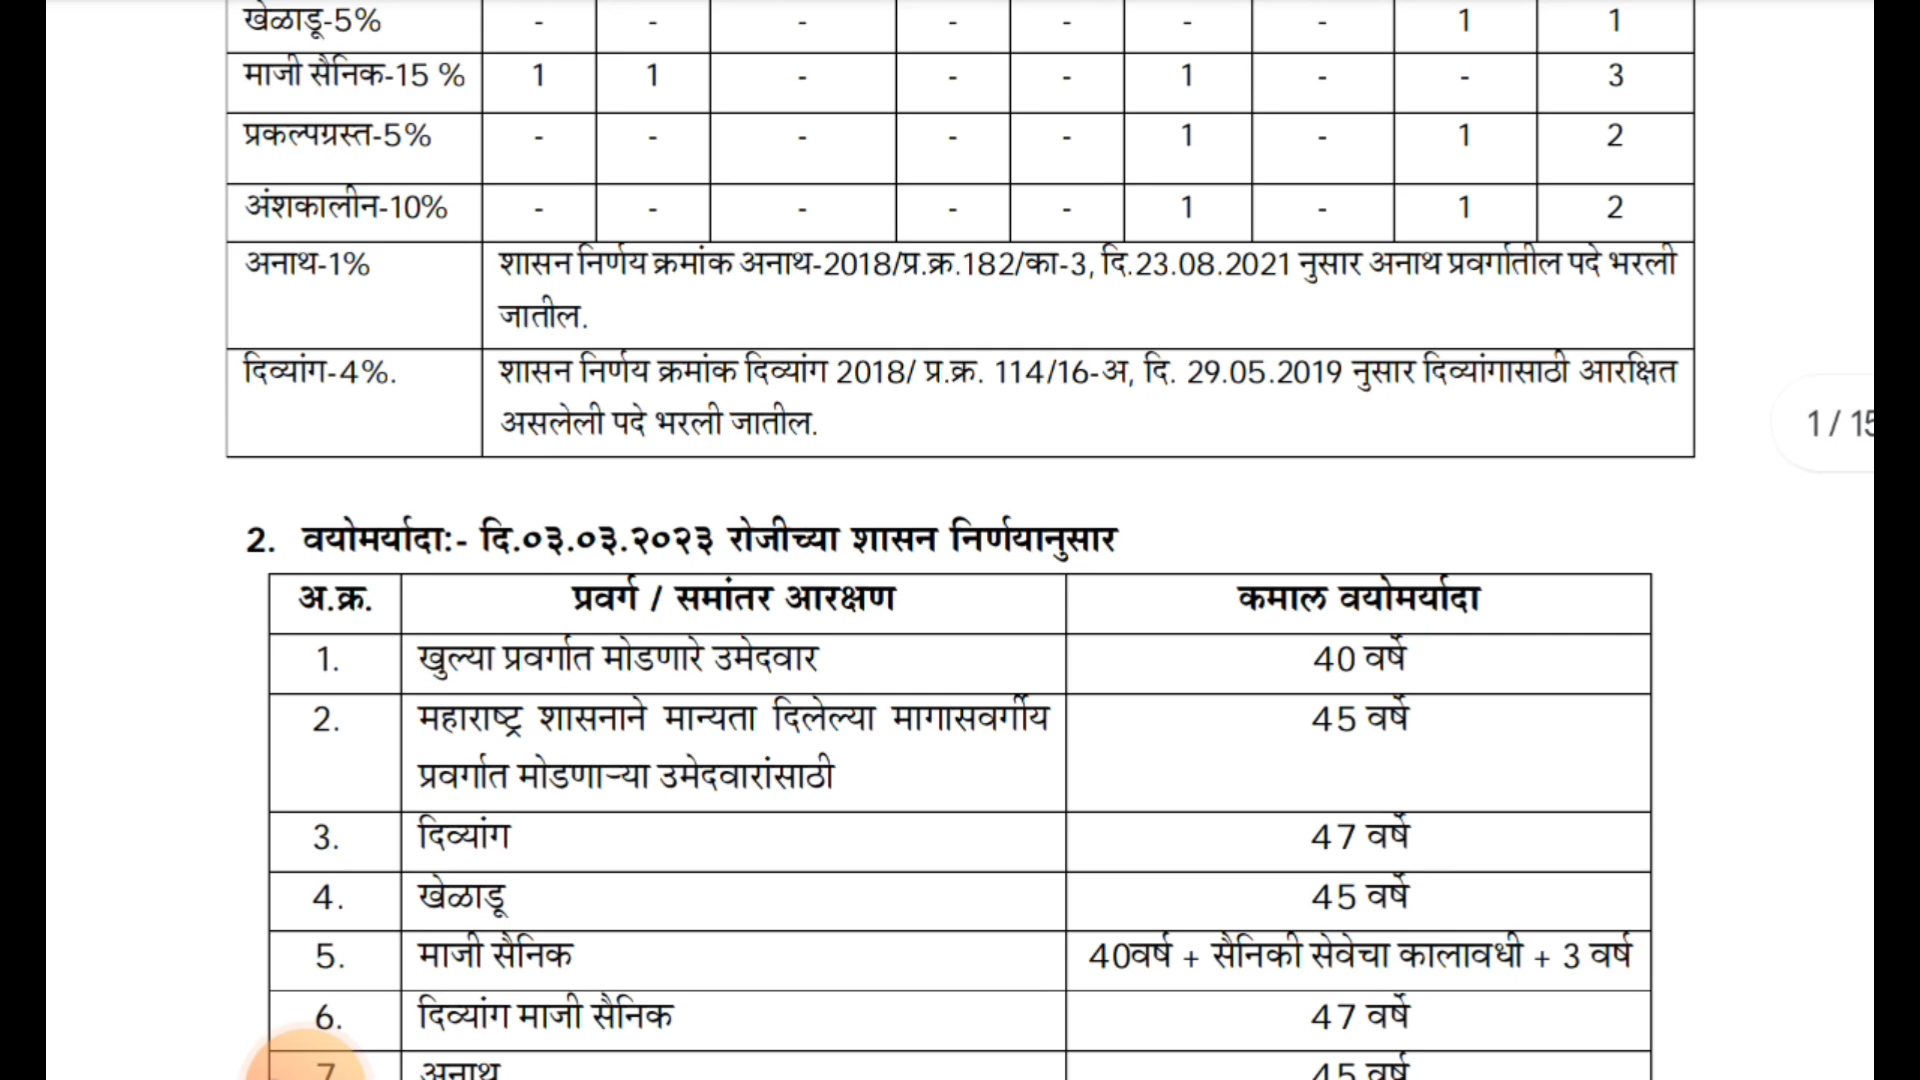 खेळाडू-5% - - - - - - - 1 1
माजी सैनिक-15 % 1 1 - - - 1 - - 3
प्रकल्पग्रस्त-5% - - - - - 1 - 1 2
अंशकालीन-10% - - - - - 1 - 1 2
अनाथ-1% शासन निर्णय क्रमांक अनाथ-2018/प्र.क्र.182/का-3, दि.23.08.2021 नुसार अनाथ प्रवर्गातील पदे भरली
जातील.
दिव्यांग-4%. शासन निर्णय क्रमांक दिव्यांग 2018/ प्र.क्र. 114/16-अ, दि. 29.05.2019 नुसार दिव्यांगासाठी आरक्षित
असलेली पदे भरली जातील.
1 / 15
2. वयोमर्यादा:- दि.०३.०३.२०२३ रोजीच्या शासन निर्णयानुसार
अ.क्र. प्रवर्ग / समांतर आरक्षण कमाल वयोमर्यादा
1. खुल्या प्रवर्गात मोडणारे उमेदवार 40 वर्षे
2. महाराष्ट्र शासनाने मान्यता दिलेल्या मागासवर्गीय 45 वर्षे
प्रवर्गात मोडणाऱ्या उमेदवारांसाठी
3. दिव्यांग 47 वर्षे
4. खेळाडू 45 वर्षे
5. माजी सैनिक 40वर्ष + सैनिकी सेवेचा कालावधी + 3 वर्ष
6. दिव्यांग माजी सैनिक 47 वर्षे
7. अनाथ 45 वर्षे